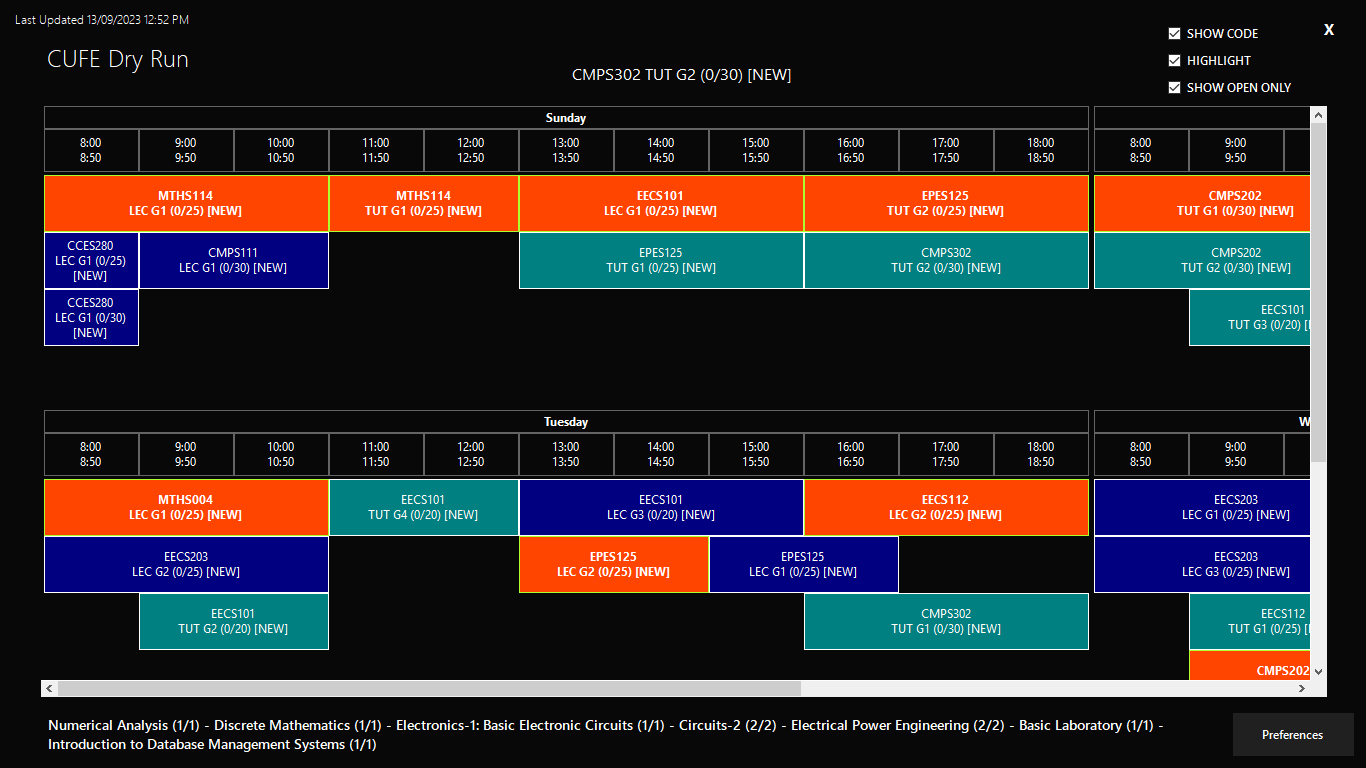 Last Updated 13/09/2023 12:52 PM
SHOW CODE
X
CUFE Dry Run
HIGHLIGHT
CMPS302 TUT G2 (0/30) [NEW]
SHOW OPEN ONLY
Sunday
8:00 9:00 10:00 11:00 12:00 13:00 14:00 15:00 16:00 17:00 18:00 8:00 9:00
8:50 9:50 10:50 11:50 12:50 13:50 14:50 15:50 16:50 17:50 18:50 8:50 9:50
MTHS114 MTHS114 EECS101 EPES125 CMPS202
LEC G1 (0/25) [NEW] TUT G1 (0/25) [NEW] LEC G1 (0/25) [NEW] TUT G2 (0/25) [NEW] TUT G1 (0/30) [NEW]
CCES280
LEC G1 (0/25)
[NEW]
CMPS111
LEC G1 (0/30) [NEW]
EPES125
TUT G1 (0/25) [NEW]
CMPS302
TUT G2 (0/30) [NEW]
CMPS202
TUT G2 (0/30) [NEW]
CCES280
LEC G1 (0/30)
[NEW]
EECS101
TUT G3 (0/20)
Tuesday W
8:00 9:00 10:00 11:00 12:00 13:00 14:00 15:00 16:00 17:00 18:00 8:00 9:00
8:50 9:50 10:50 11:50 12:50 13:50 14:50 15:50 16:50 17:50 18:50 8:50 9:50
MTHS004 EECS101 EECS101 EECS112 EECS203
LEC G1 (0/25) [NEW] TUT G4 (0/20) [NEW] LEC G3 (0/20) [NEW] LEC G2 (0/25) [NEW] LEC G1 (0/25) [NEW]
EECS203 EPES125 EPES125 EECS203
LEC G2 (0/25) [NEW] LEC G2 (0/25) [NEW] LEC G1 (0/25) [NEW] LEC G3 (0/25) [NEW]
EECS101 CMPS302 EECS112
TUT G2 (0/20) [NEW] TUT G1 (0/30) [NEW] TUT G1 (0/25)
CMPS202
Numerical Analysis (1/1) - Discrete Mathematics (1/1) - Electronics-1: Basic Electronic Circuits (1/1) - Circuits-2 (2/2) - Electrical Power Engineering (2/2) - Basic Laboratory (1/1) -
Introduction to Database Management Systems (1/1)
Preferences